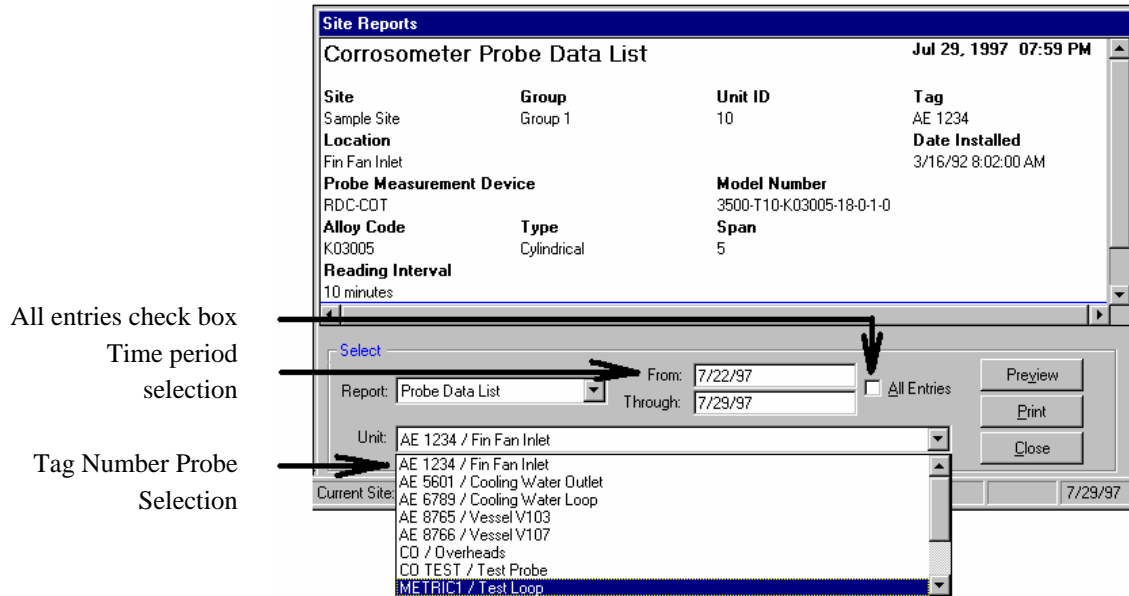 Site Reports
Corrosometer Probe Data List
Jul 29, 1997 07:59 PM
Site Group Unit ID Tag
Sample Site Group 1 10 AE 1234
Location Date Installed
Fin Fan Inlet 3/16/92 8:02:00 AM
Probe Measurement Device Model Number
RDC-COT 3500-T10-K03005-18-0-1-0
Alloy Code Type Span
K03005 Cylindrical 5
Reading Interval
10 minutes
All entries check box
Time period
selection
Tag Number Probe
Selection
Select
Report: Probe Data List
From: 7/22/97
Through: 7/29/97
All Entries
Preview
Print
Close
Unit: AE 1234 / Fin Fan Inlet
AE 1234 / Fin Fan Inlet
AE 5601 / Cooling Water Outlet
AE 6789 / Cooling Water Loop
AE 8765 / Vessel V103
AE 8766 / Vessel V107
CO / Overheads
CO TEST / Test Probe
METRIC1 / Test Loop
Current Site:
7/29/97